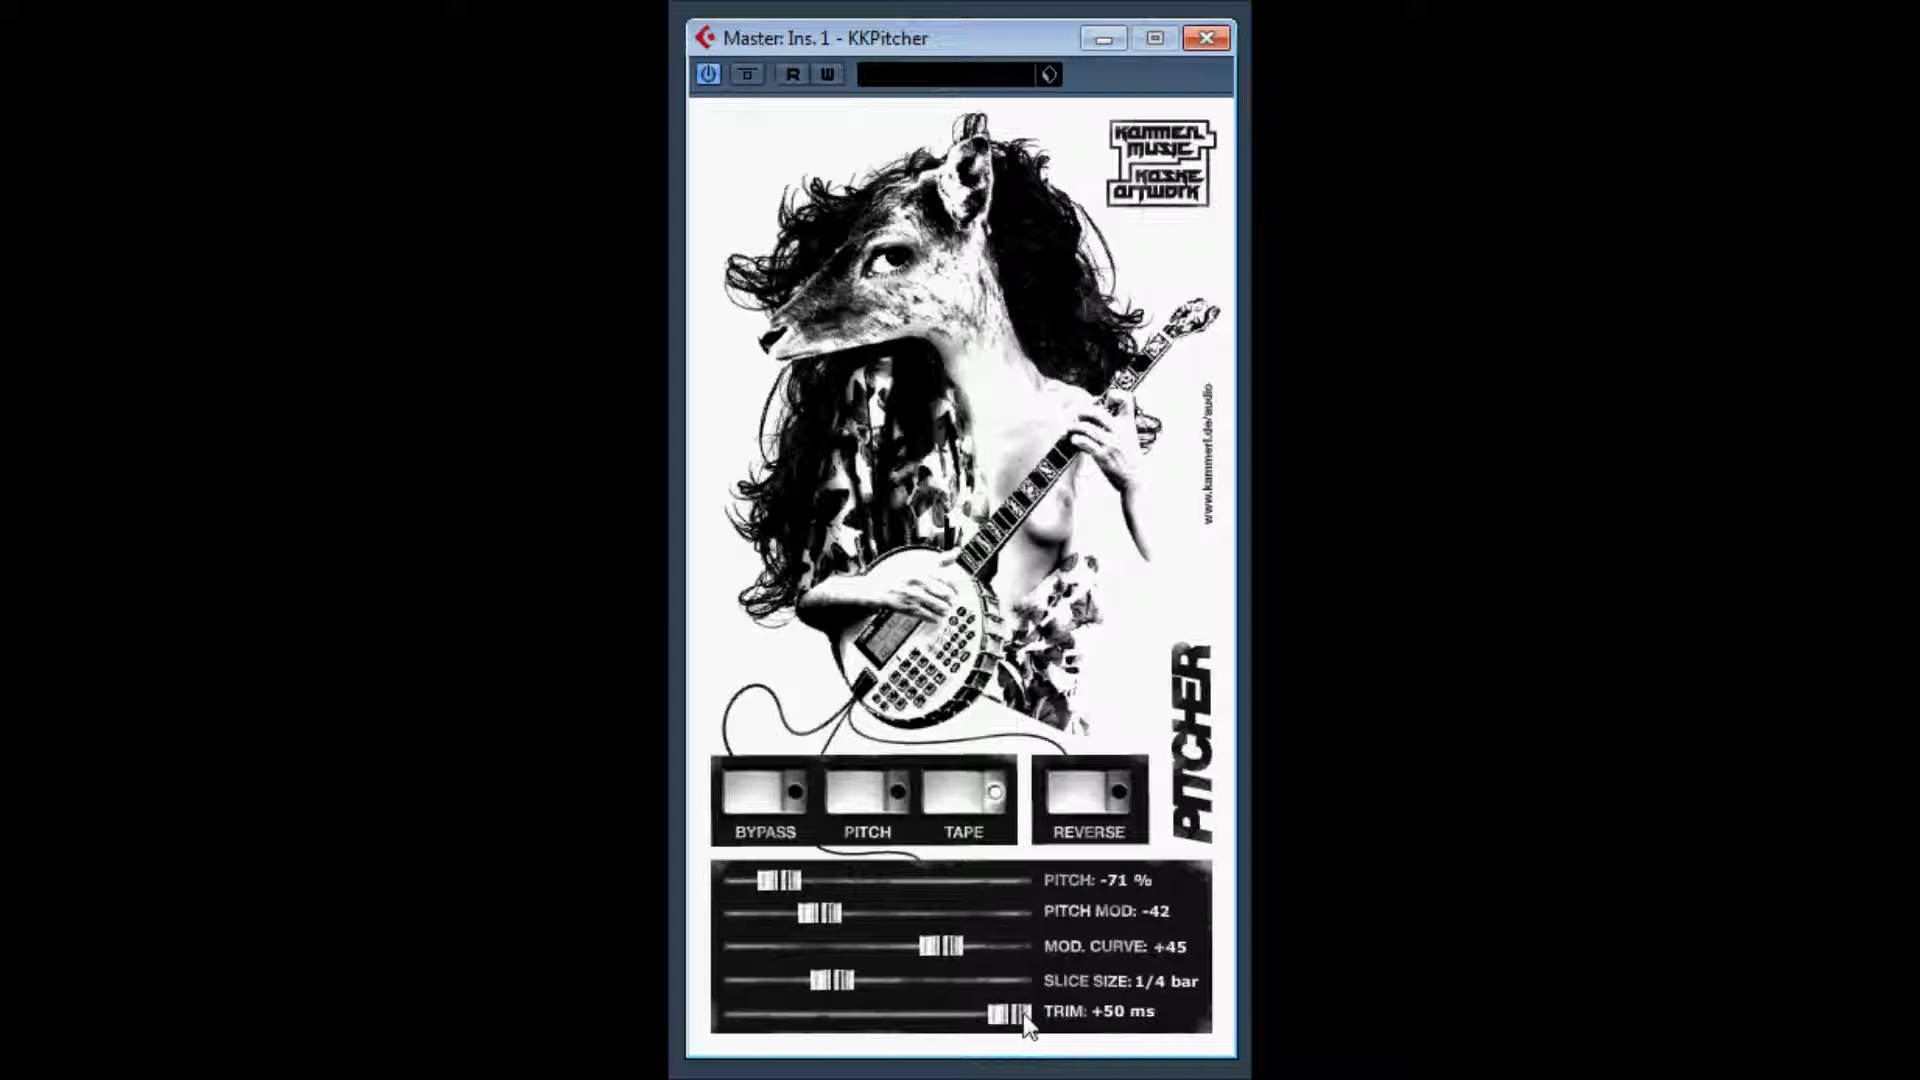 Master: Ins. 1 - KKPitcher
R W
KAMMERL
MUSIC
KASKE
ARTWORK
www.kammerl.de/audio
PITCHER
BYPASS PITCH TAPE REVERSE
PITCH: -71 %
PITCH MOD: -42
MOD. CURVE: +45
SLICE SIZE: 1/4 bar
TRIM: +50 ms